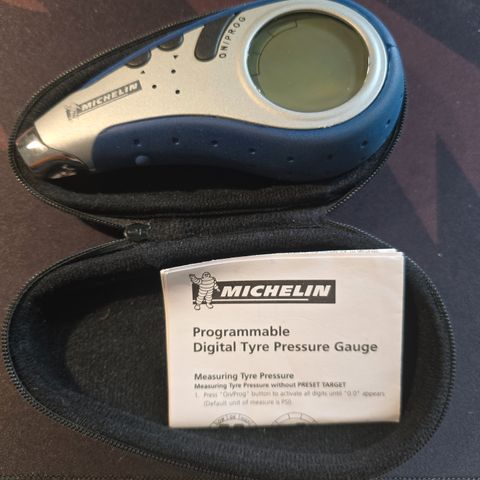 ON/PROG
MICHELIN
MICHELIN
Programmable
Digital Tyre Pressure Gauge
Measuring Tyre Pressure
Measuring Tyre Pressure without PRESET TARGET
1. Press "On/Prog" button to activate all digits until "0.0" appears
(Default unit of measure is PSI).